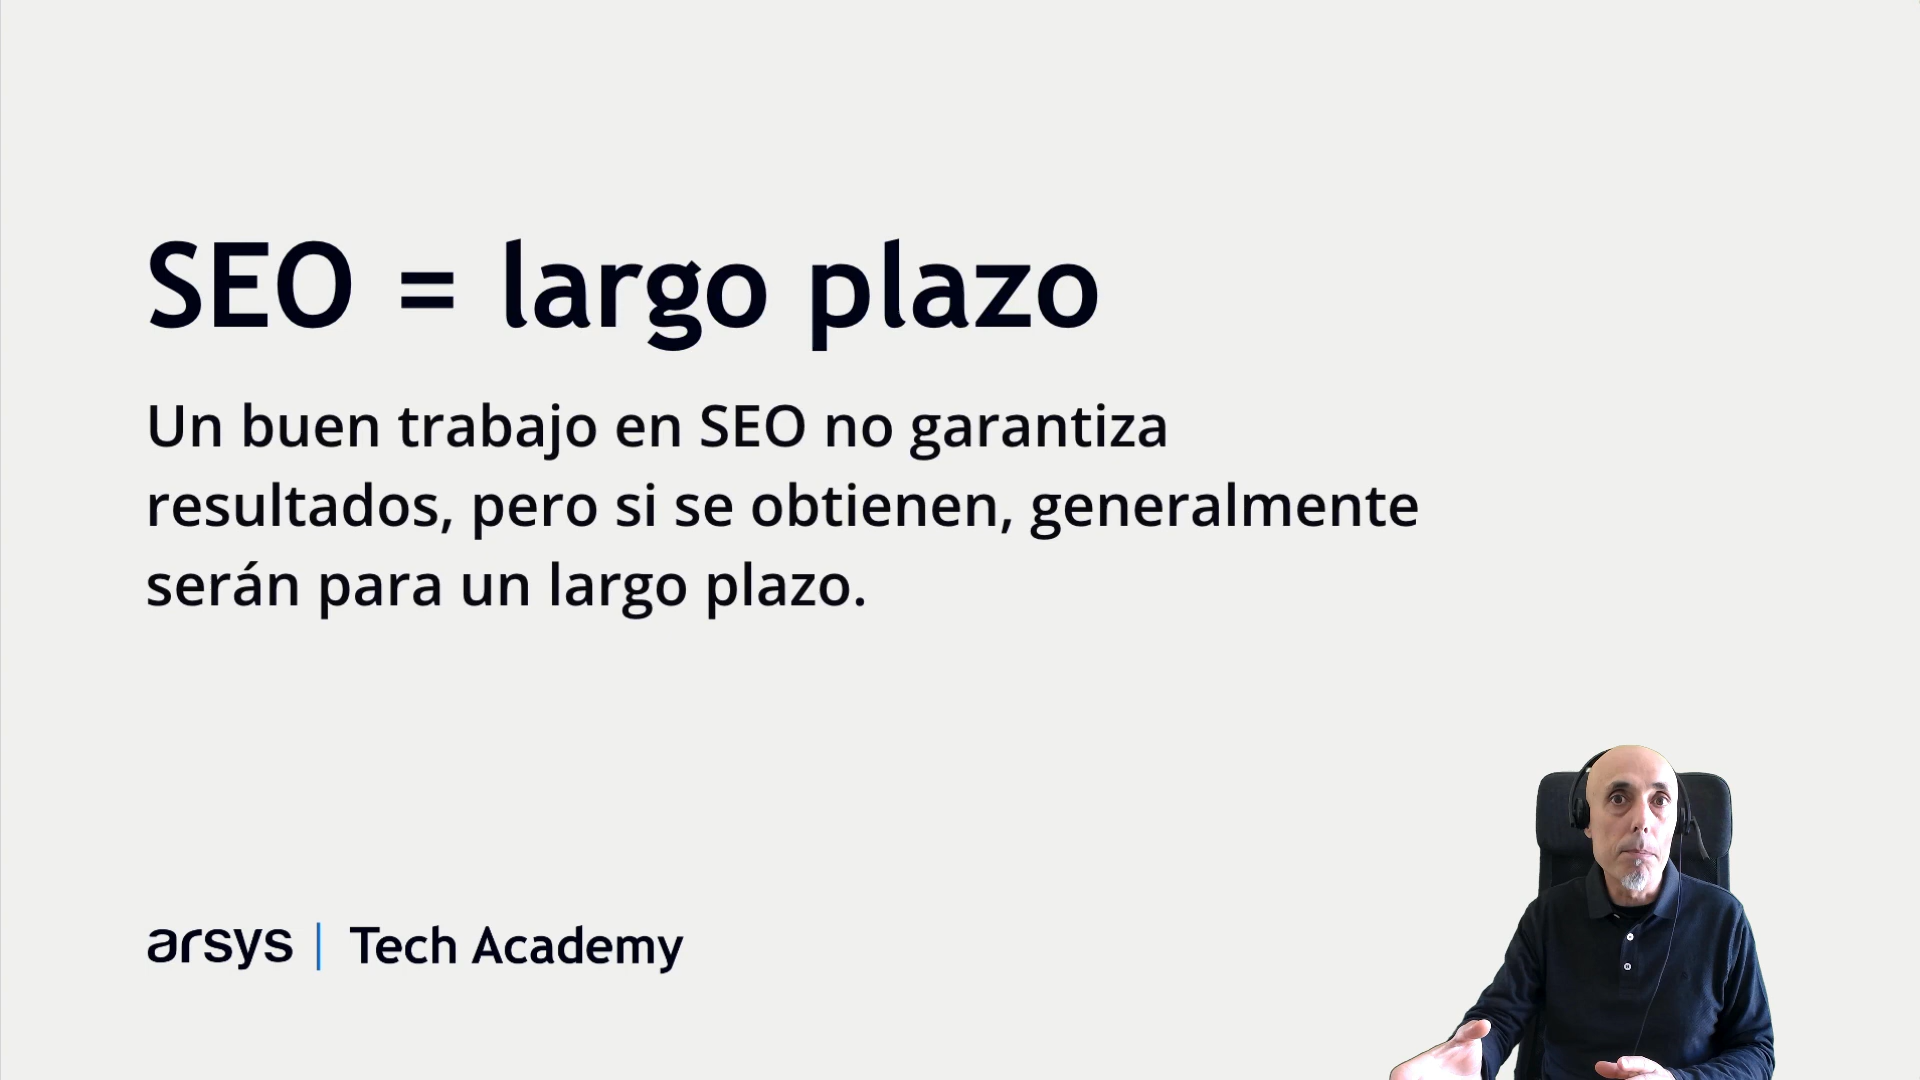 SEO = largo plazo
Un buen trabajo en SEO no garantiza
resultados, pero si se obtienen, generalmente
serán para un largo plazo.
arsys | Tech Academy